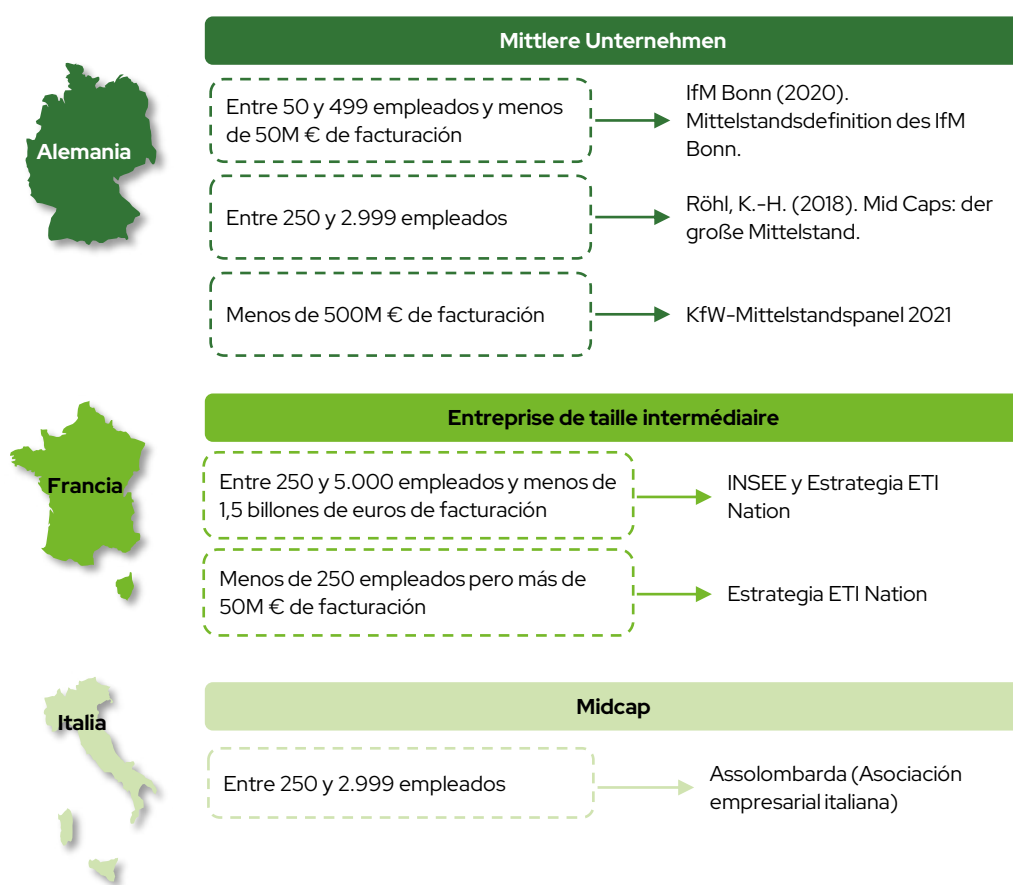 Mittlere Unternehmen
Alemania
Entre 50 y 499 empleados y menos
de 50M € de facturación
IfM Bonn (2020).
Mittelstandsdefinition des IfM
Bonn.
Entre 250 y 2.999 empleados
Röhl, K.-H. (2018). Mid Caps: der
große Mittelstand.
Menos de 500M € de facturación
KfW-Mittelstandspanel 2021
Entreprise de taille intermédiaire
Francia
Entre 250 y 5.000 empleados y menos de
1,5 billones de euros de facturación
INSEE y Estrategia ETI
Nation
Menos de 250 empleados pero más de
50M € de facturación
Estrategia ETI Nation
Midcap
Italia
Entre 250 y 2.999 empleados
Assolombarda (Asociación
empresarial italiana)